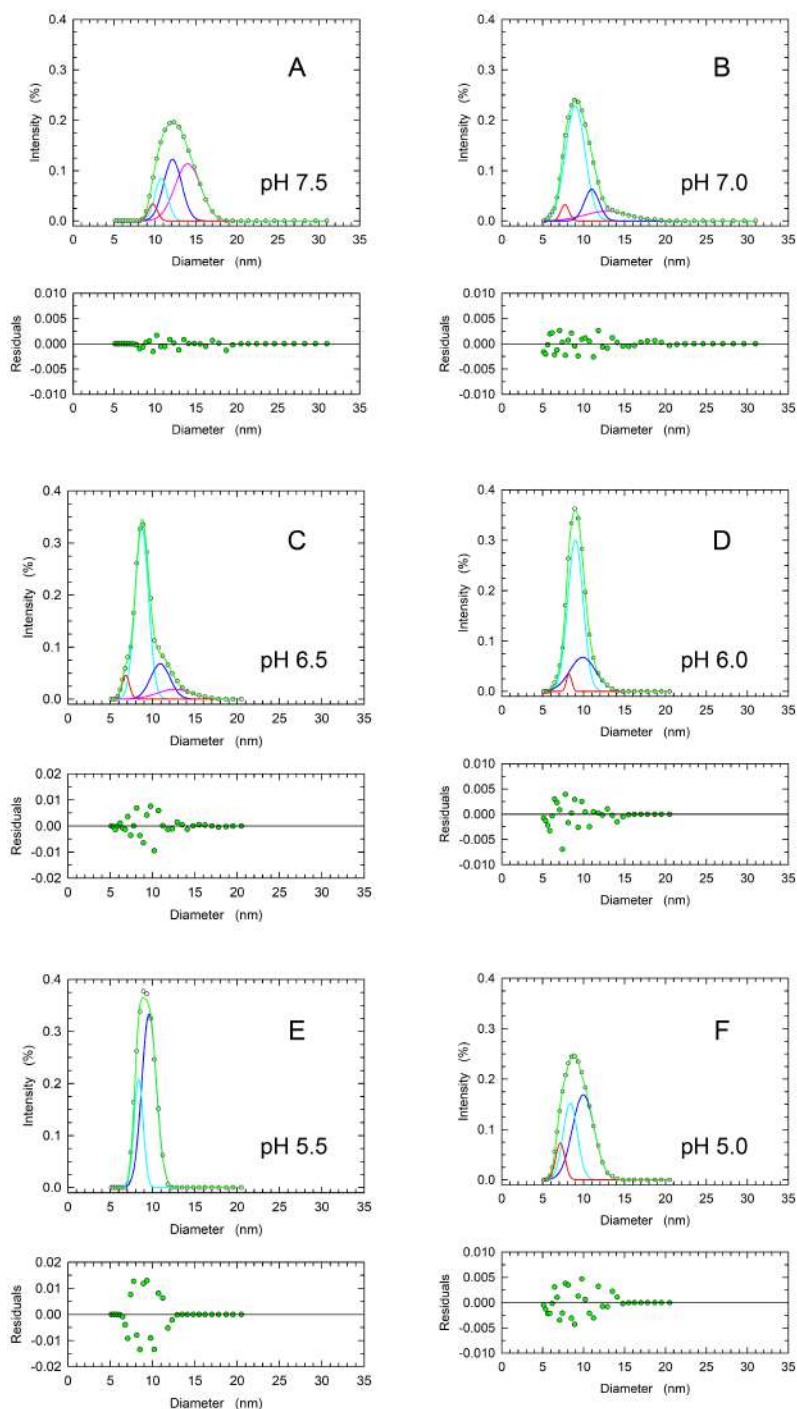 0.4
0.3
0.2
0.1
0.0
Intensity (%)
A
pH 7.5
0 5 10 15 20 25 30 35
Diameter (nm)
0.010
0.005
0.000
-0.005
-0.010
Residuals
0 5 10 15 20 25 30 35
Diameter (nm)
0.4
0.3
0.2
0.1
0.0
Intensity (%)
B
pH 7.0
0 5 10 15 20 25 30 35
Diameter (nm)
0.010
0.005
0.000
-0.005
-0.010
Residuals
0 5 10 15 20 25 30 35
Diameter (nm)
0.4
0.3
0.2
0.1
0.0
Intensity (%)
C
pH 6.5
0 5 10 15 20 25 30 35
Diameter (nm)
0.02
0.01
0.00
-0.01
-0.02
Residuals
0 5 10 15 20 25 30 35
Diameter (nm)
0.4
0.3
0.2
0.1
0.0
Intensity (%)
D
pH 6.0
0 5 10 15 20 25 30 35
Diameter (nm)
0.010
0.005
0.000
-0.005
-0.010
Residuals
0 5 10 15 20 25 30 35
Diameter (nm)
0.4
0.3
0.2
0.1
0.0
Intensity (%)
E
pH 5.5
0 5 10 15 20 25 30 35
Diameter (nm)
0.02
0.01
0.00
-0.01
-0.02
Residuals
0 5 10 15 20 25 30 35
Diameter (nm)
0.4
0.3
0.2
0.1
0.0
Intensity (%)
F
pH 5.0
0 5 10 15 20 25 30 35
Diameter (nm)
0.010
0.005
0.000
-0.005
-0.010
Residuals
0 5 10 15 20 25 30 35
Diameter (nm)